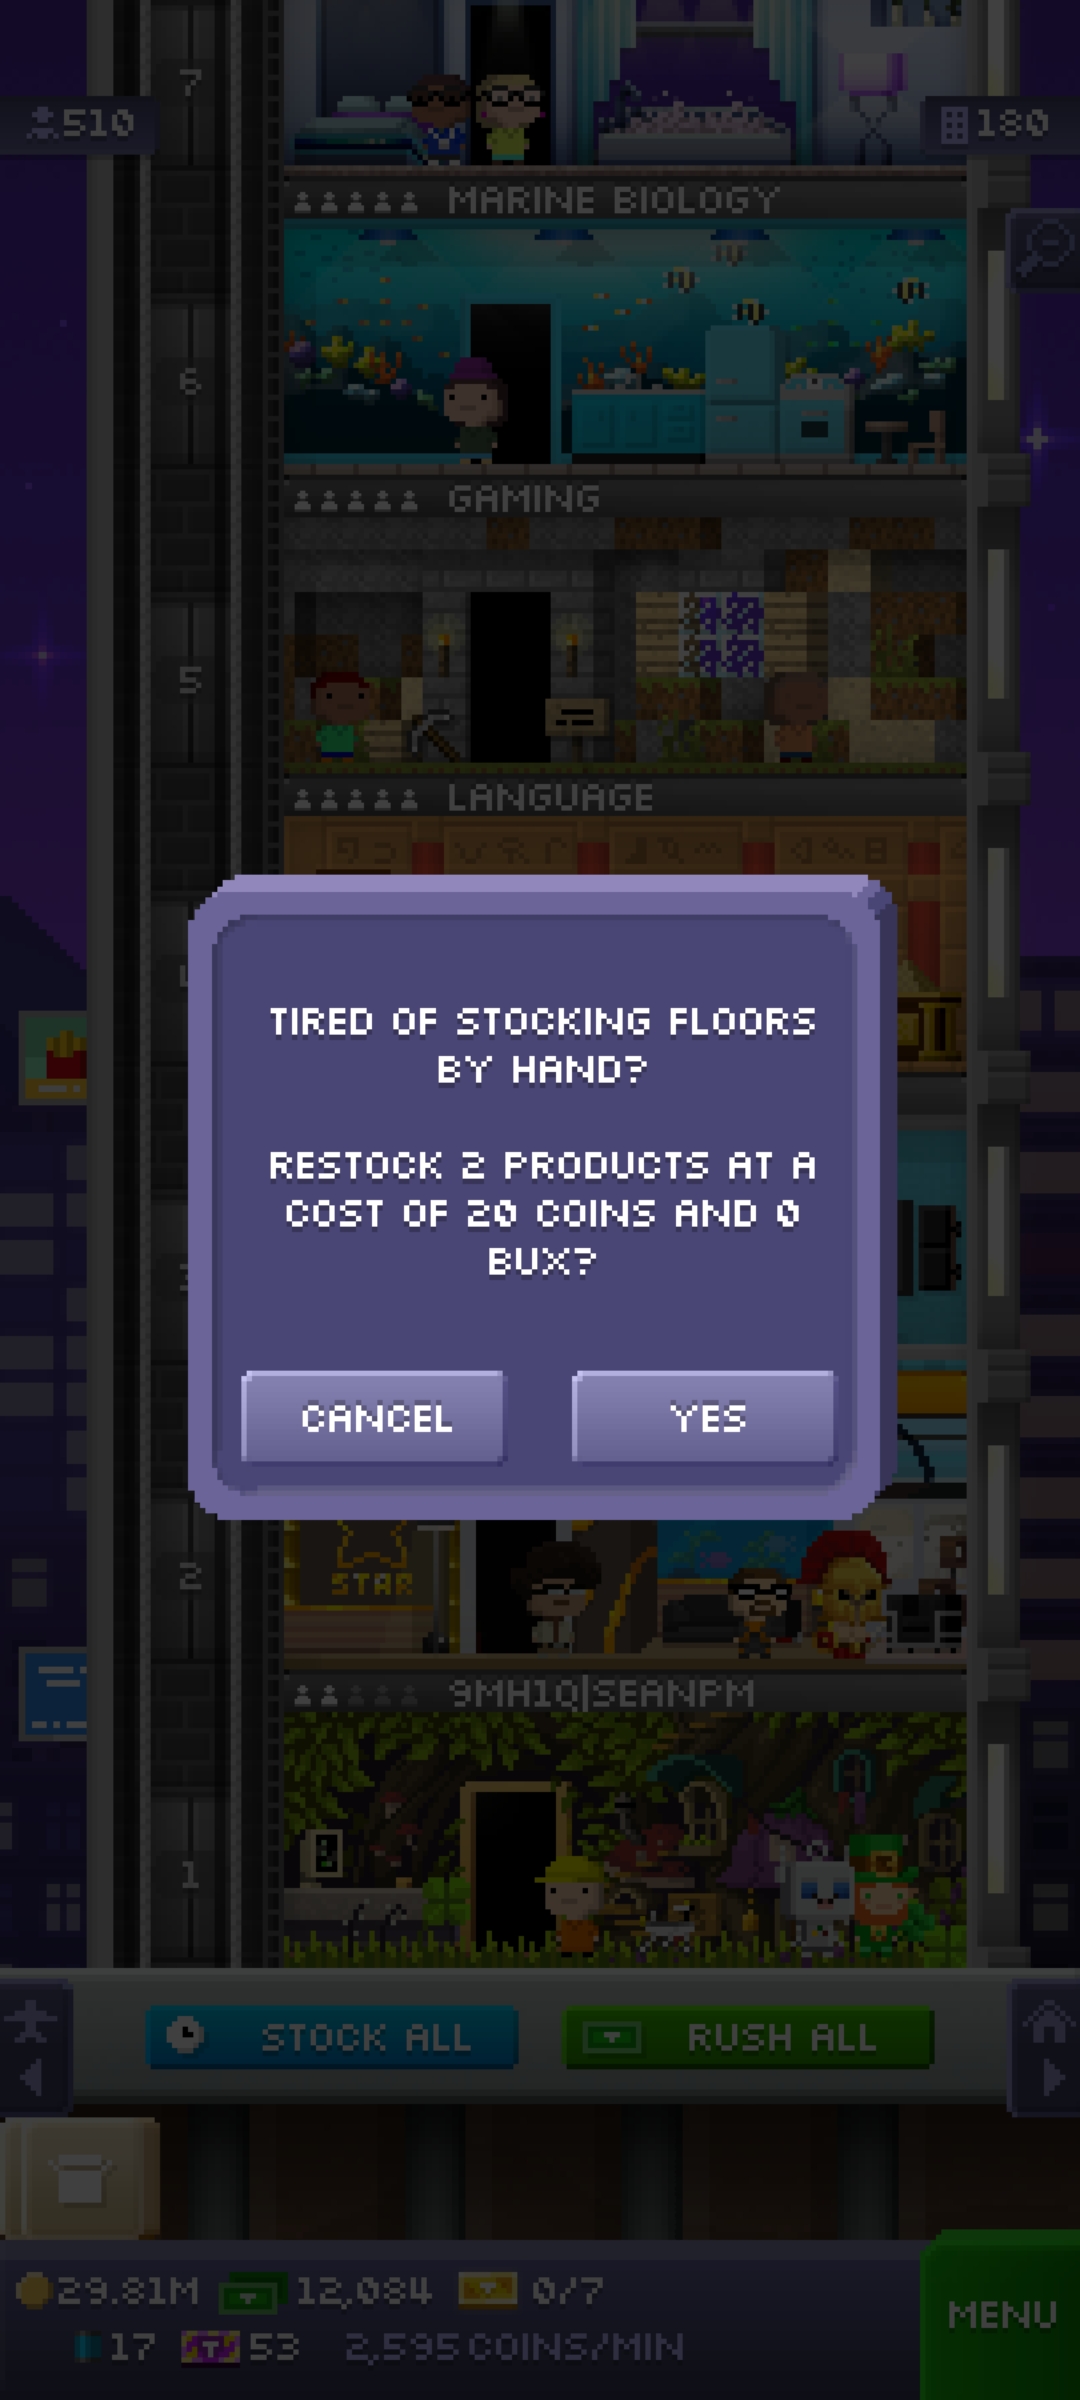 7
510
180
MARINE BIOLOGY
6
GAMING
5
LANGUAGE
TIRED OF STOCKING FLOORS
BY HAND?
RESTOCK 2 PRODUCTS AT A
COST OF 20 COINS AND 0
BUX?
CANCEL
YES
2
STAR
9MH1Q|SEANPM
1
STOCK ALL
RUSH ALL
29.81M
12,084
0/7
MENU
17
T
53
2,595 COINS/MIN